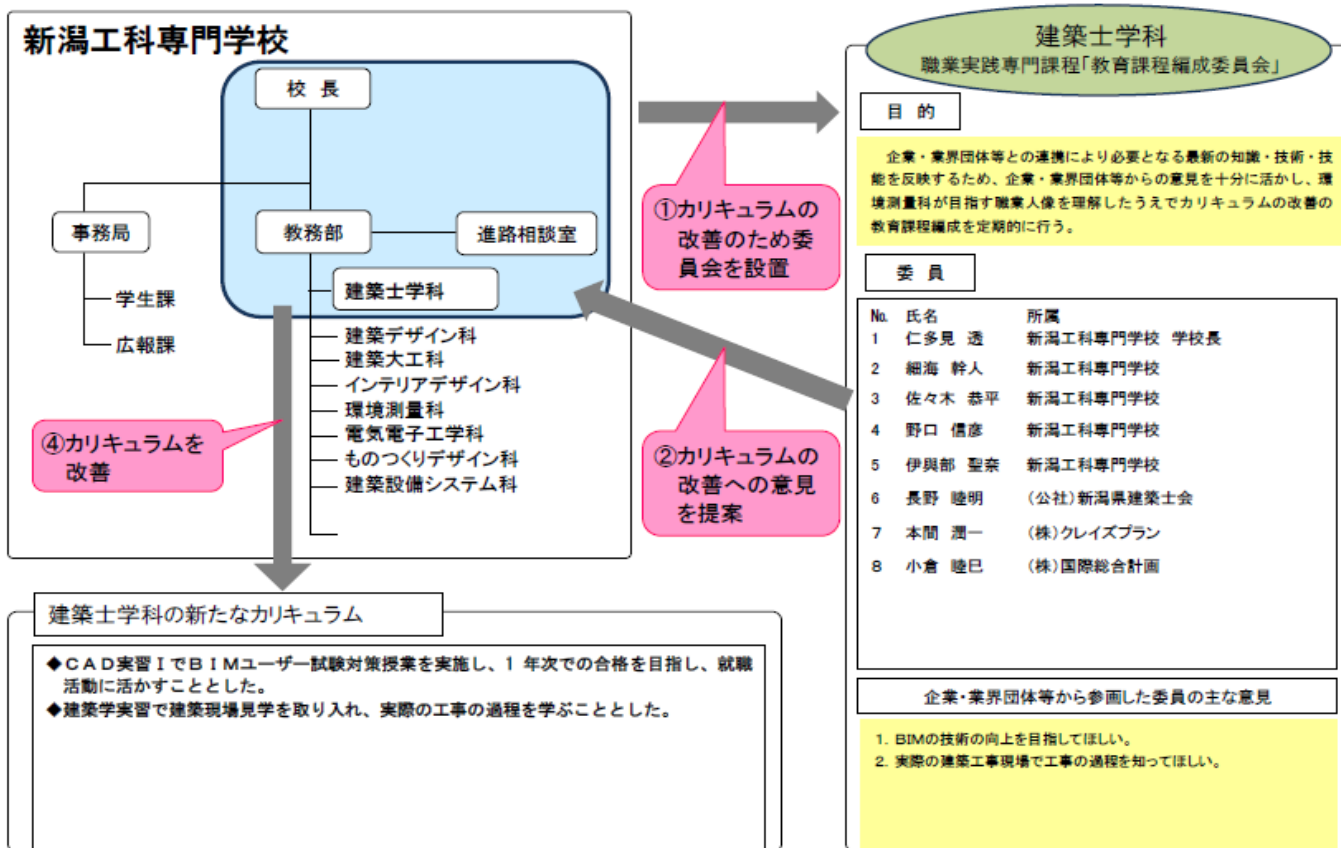 新潟工科専門学校
校 長
事務局
教務部
進路相談室
学生課
広報課
建築士学科
建築デザイン科
建築大工科
インテリアデザイン科
環境測量科
電気電子工学科
ものつくりデザイン科
建築設備システム科
①カリキュラムの
改善のため委
員会を設置
②カリキュラムの
改善への意見
を提案
④カリキュラムを
改善
建築士学科の新たなカリキュラム
◆ＣＡＤ実習ⅠでＢＩＭユーザー試験対策授業を実施し、1 年次での合格を目指し、就職
活動に活かすこととした。
◆建築学実習で建築現場見学を取り入れ、実際の工事の過程を学ぶこととした。
建築士学科
職業実践専門課程「教育課程編成委員会」
目 的
企業・業界団体等との連携により必要となる最新の知識・技術・技
能を反映するため、企業・業界団体等からの意見を十分に活かし、環
境測量科が目指す職業人像を理解したうえでカリキュラムの改善の
教育課程編成を定期的に行う。
委 員
№ 氏名 所属
1 仁多見 透 新潟工科専門学校 学校長
2 細海 幹人 新潟工科専門学校
3 佐々木 恭平 新潟工科専門学校
4 野口 信彦 新潟工科専門学校
5 伊與部 聖奈 新潟工科専門学校
6 長野 睦明 (公社)新潟県建築士会
7 本間 潤一 (株)クレイズプラン
8 小倉 睦巳 (株)国際総合計画
企業・業界団体等から参画した委員の主な意見
1. BIMの技術の向上を目指してほしい。
2. 実際の建築工事現場で工事の過程を知ってほしい。